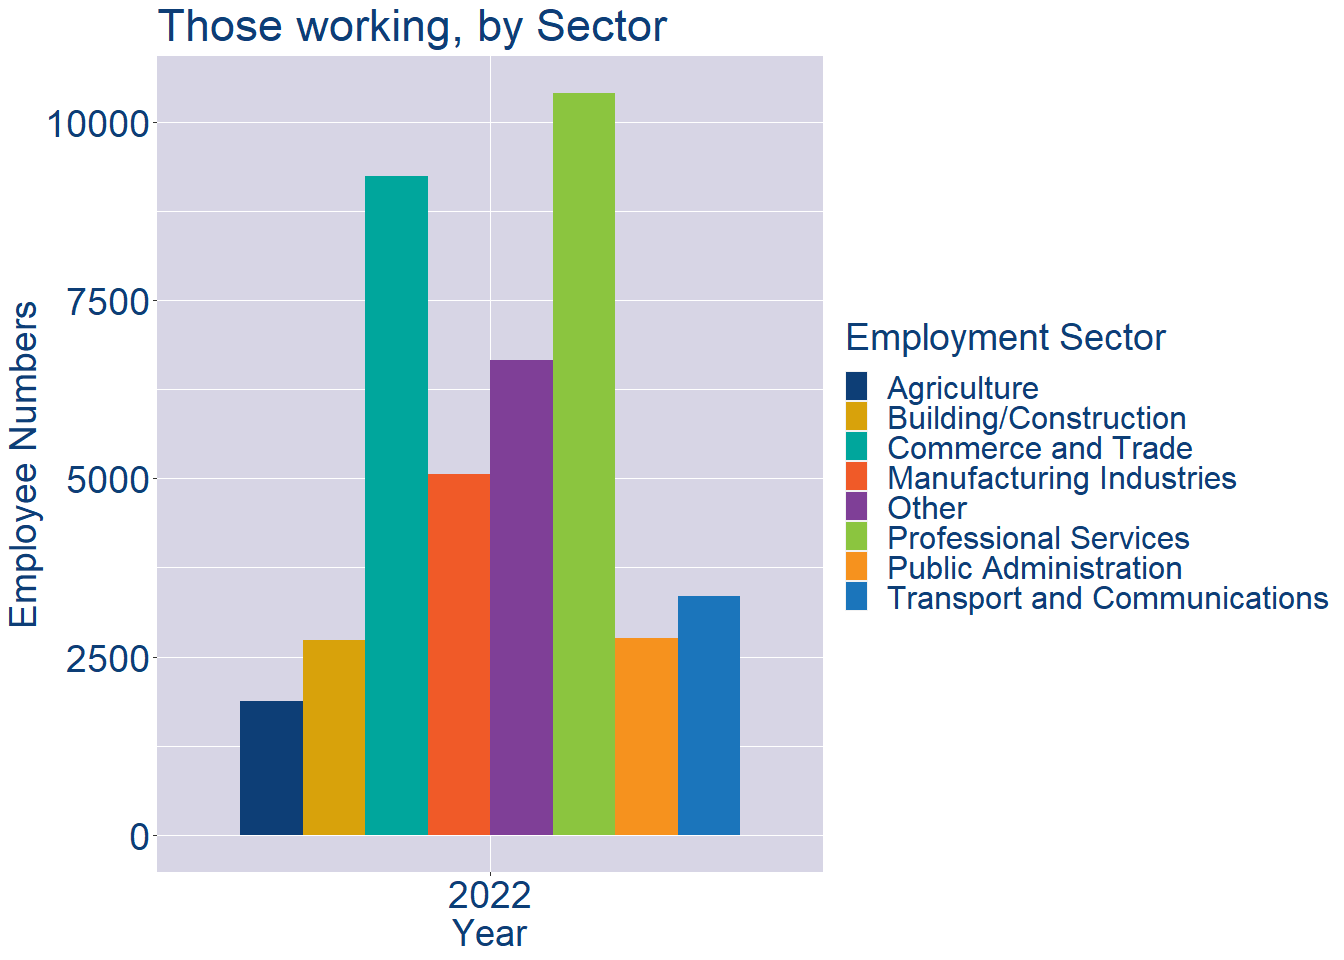 Those working, by Sector
Employee Numbers
10000
7500
5000
2500
0
2022
Year
Employment Sector
Agriculture
Building/Construction
Commerce and Trade
Manufacturing Industries
Other
Professional Services
Public Administration
Transport and Communications